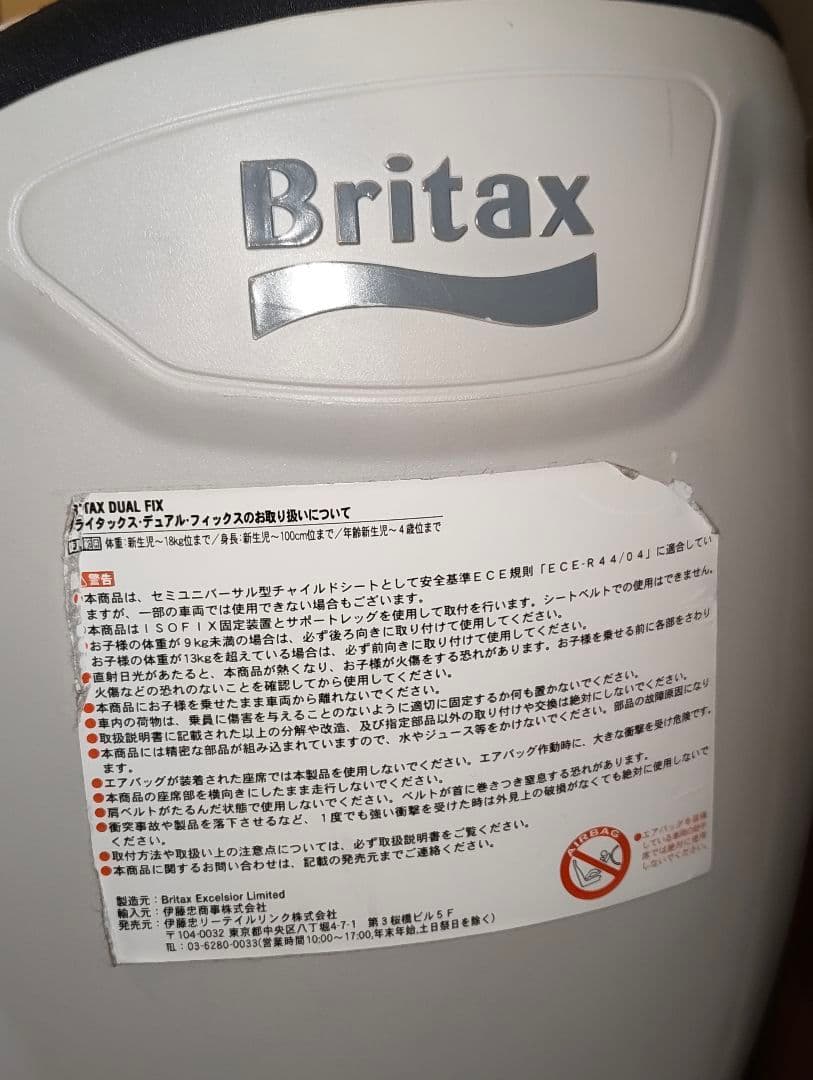 Britax
TAX DUAL FIX
ライタックス・デュアル・フィックスのお取り扱いについて
範囲 体重：新生児～18kg位まで／身長：新生児～100cm位まで／年齢新生児～4歳位まで
警告
本商品は、セミユニバーサル型チャイルドシートとして安全基準ECE規則「ECE-R44/04」に適合してい
ますが、一部の車両では使用できない場合もございます。
本商品はISOFIX固定装置とサポートレッグを使用して取付を行います。シートベルトでの使用はできません。
お子様の体重が9kg未満の場合は、必ず後ろ向きに取り付けて使用してください。
お子様の体重が13kgを超えている場合は、必ず前向きに取り付けて使用してください。
●直射日光があたると、本商品が熱くなり、お子様が火傷をする恐れがあります。お子様を乗せる前に各部をさわり
火傷などの恐れのないことを確認してから使用してください。
●本商品にお子様を乗せたまま車両から離れないでください。
●車内の荷物は、乗員に傷害を与えることのないように適切に固定するか何も置かないでください。
●取扱説明書に記載された以上の分解や改造、及び指定部品以外の取り付けや交換は絶対にしないでください。
●本商品には精密な部品が組み込まれていますので、水やジュース等をかけないでください。部品の故障原因になり
ます。
●エアバッグが装着された座席では本製品を使用しないでください。エアバッグ作動時に、大きな衝撃を受け危険です。
●本商品の座席部を横向きにしたまま走行しないでください。
●肩ベルトがたるんだ状態で使用しないでください。ベルトが首に巻きつき窒息する恐れがあります。
●衝突事故や製品を落下させるなど、1度でも強い衝撃を受けた時は外見上の破損がなくても絶対に使用しないで
ください。
●取付方法や取扱い上の注意点については、必ず取扱説明書をご覧ください。
●本商品に関するお問い合わせは、記載の発売元までご連絡ください。
AIRBAG
●エアバッグを装備
している車両の助手
席では絶対に使用
しないでください。
製造元：Britax Excelsior Limited
輸入元：伊藤忠商事株式会社
発売元：伊藤忠リーテイルリンク株式会社
〒104-0032 東京都中央区八丁堀4-7-1 第3桜橋ビル5F
TEL：03-6280-0033(営業時間10:00～17:00,年末年始,土日祭日を除く)